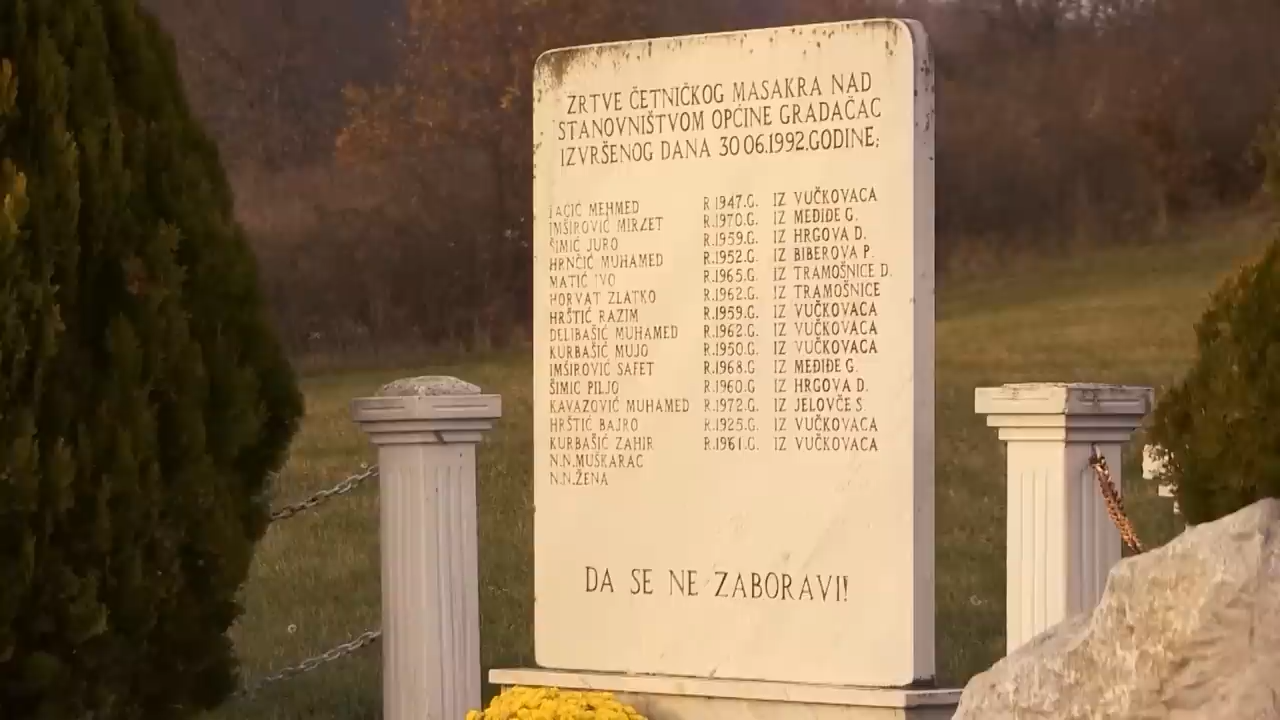 ŽRTVE ČETNIČKOG MASAKRA NAD
STANOVNIŠTVOM OPĆINE GRADAČAC
IZVRŠENOG DANA 30 06.1992.GODINE;
MEHMED R.1947.G. IZ VUČKOVACA
IMŠIROVIĆ MIRZET R.1970.G. IZ MEĐIĐE G.
ŠIMIĆ JURO R.1959.G. IZ HRGOVA D.
HRNČIĆ MUHAMED R.1952.G. IZ BIBEROVA P.
MATIĆ IVO R.1965.G. IZ TRAMOŠNICE D.
HORVAT ZLATKO R.1962.G. IZ TRAMOŠNICE
HRŠTIĆ RAZIM R.1959.G. IZ VUČKOVACA
DELIBAŠIĆ MUHAMED R.1962.G. IZ VUČKOVACA
KURBAŠIĆ MUJO R.1950.G. IZ VUČKOVACA
IMŠIROVIĆ SAFET R.1968.G. IZ MEĐIĐE G.
ŠIMIĆ PILJO R.1960.G. IZ HRGOVA D.
KAVAZOVIĆ MUHAMED R.1972.G. IZ JELOVČE S.
HRŠTIĆ BAJRO R.1925.G. IZ VUČKOVACA
KURBAŠIĆ ZAHIR R.1961.G. IZ VUČKOVACA
N.N.MUŠKARAC
N.N.ŽENA
DA SE NE ZABORAVI!